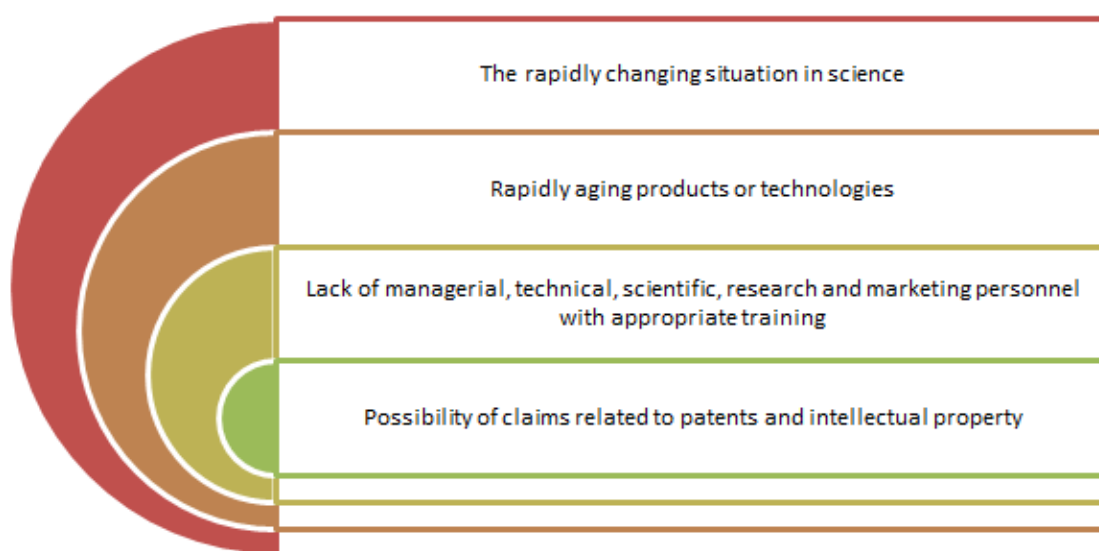 The rapidly changing situation in science
Rapidly aging products or technologies
Lack of managerial, technical, scientific, research and marketing personnel
with appropriate training
Possibility of claims related to patents and intellectual property